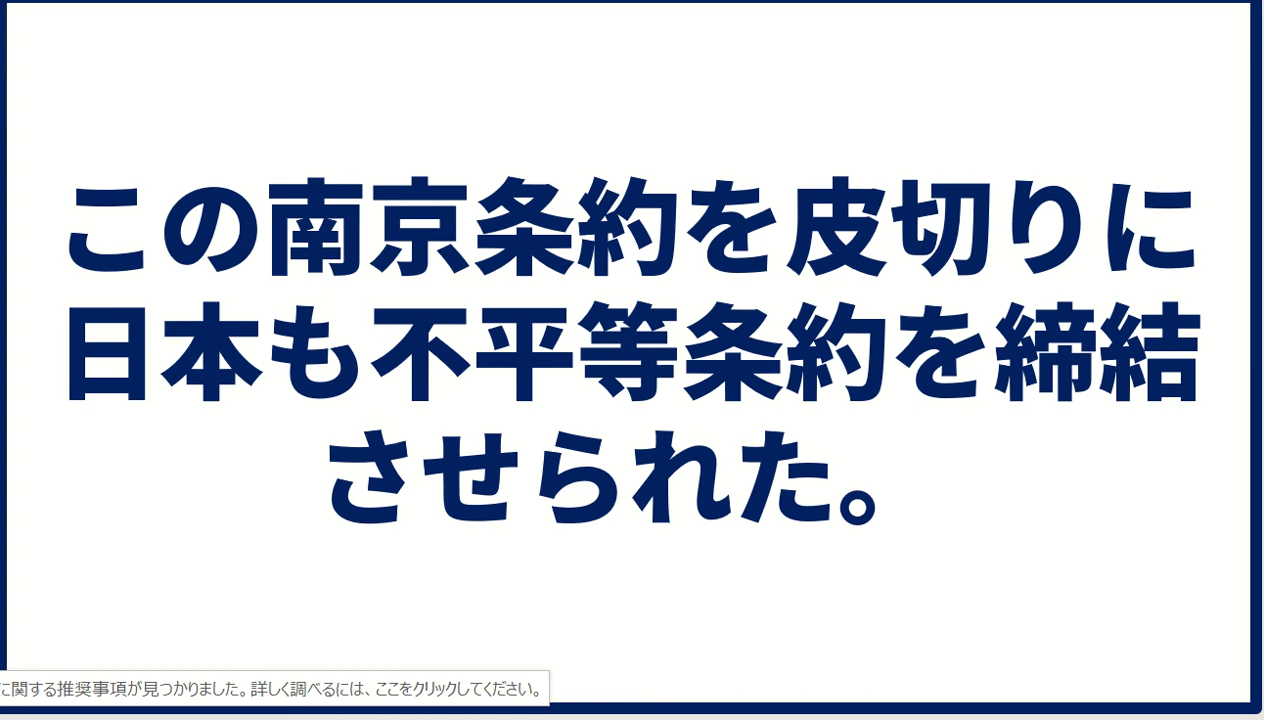 この南京条約を皮切りに
日本も不平等条約を締結
させられた。
に関する推奨事項が見つかりました。詳しく調べるには、ここをクリックしてください。